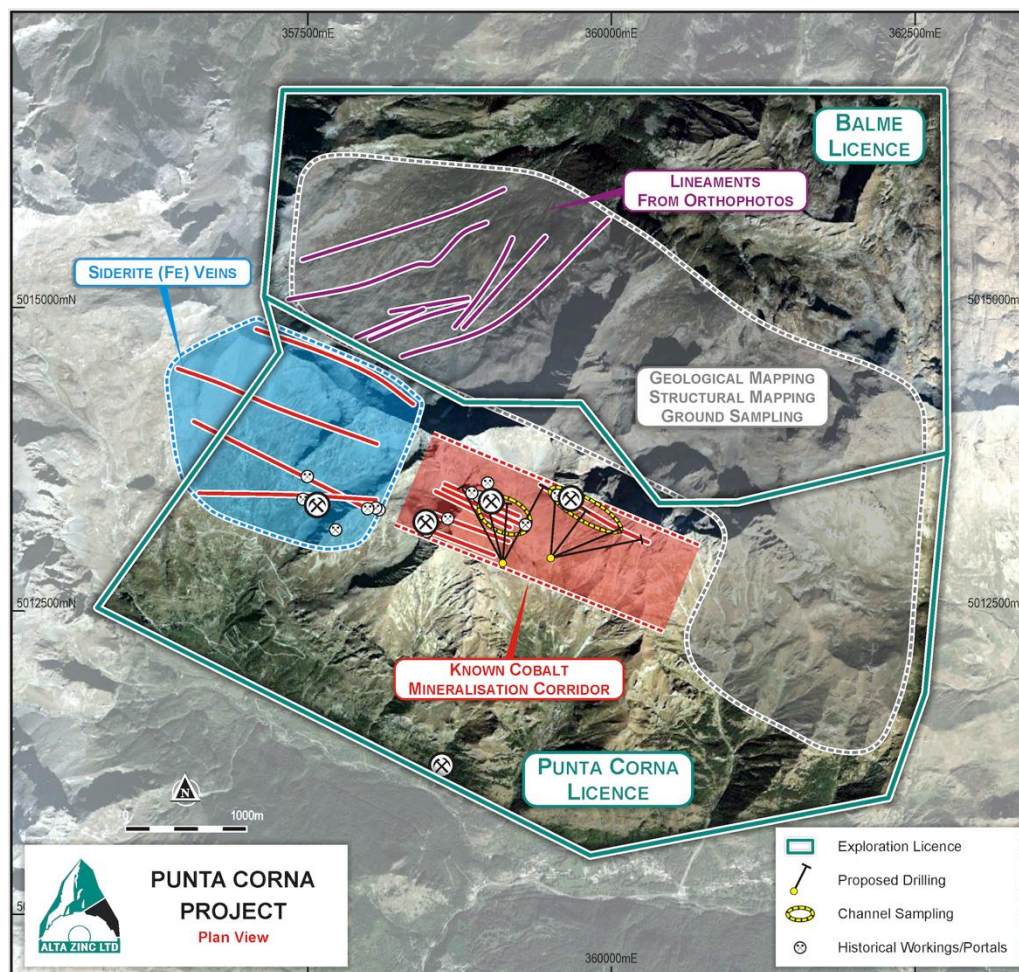 357500mE
360000mE
362500mE
BALME
LICENCE
LINEAMENTS
FROM ORTHOPHOTOS
SIDERITE (FE) VEINS
5015000mN
5015000mN
GEOLOGICAL MAPPING
STRUCTURAL MAPPING
GROUND SAMPLING
5012500mN
5012500mN
KNOWN COBALT
MINERALISATION CORRIDOR
PUNTA CORNA
LICENCE
N
0
1000m
PUNTA CORNA
PROJECT
Plan View
ALTA ZINC LTD
Exploration Licence
Proposed Drilling
Channel Sampling
Historical Workings/Portals
360000mE